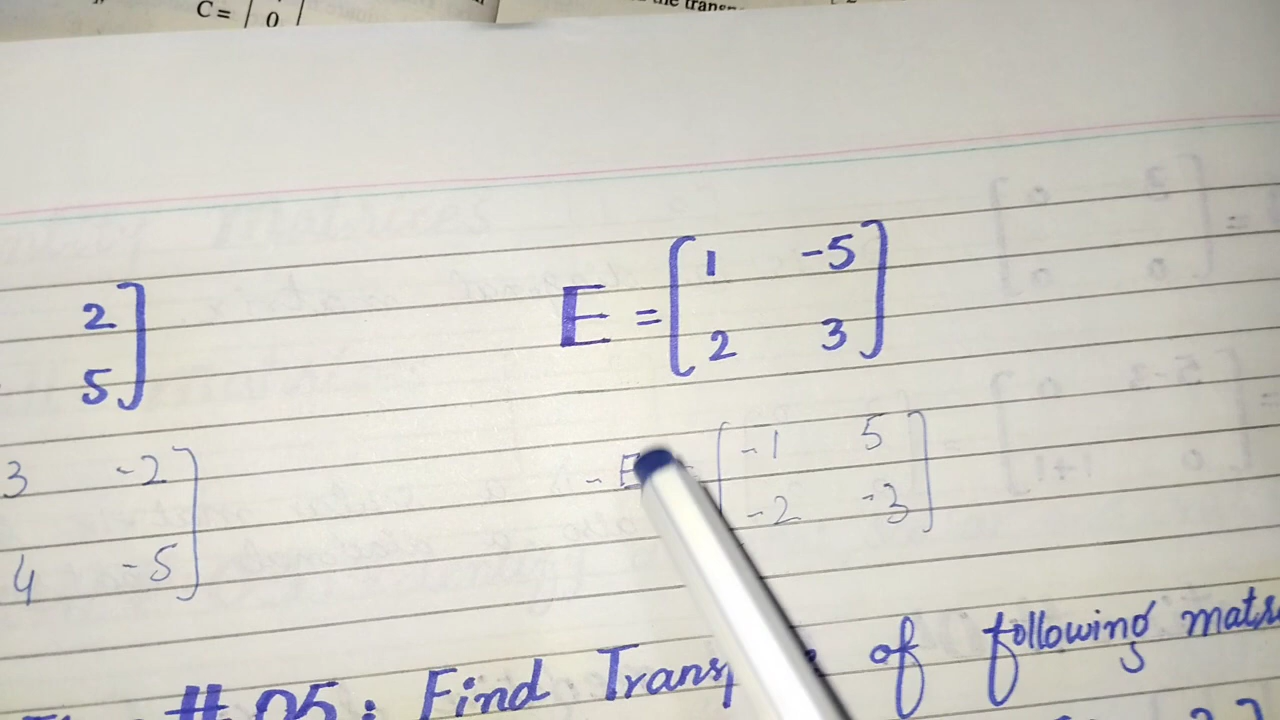 C = 0
2
5
E = [ 1 -5
2 3 ]
3 -2
4 -5
- E = [ -1 5
-2 -3 ]
# 05: Find Trans of following